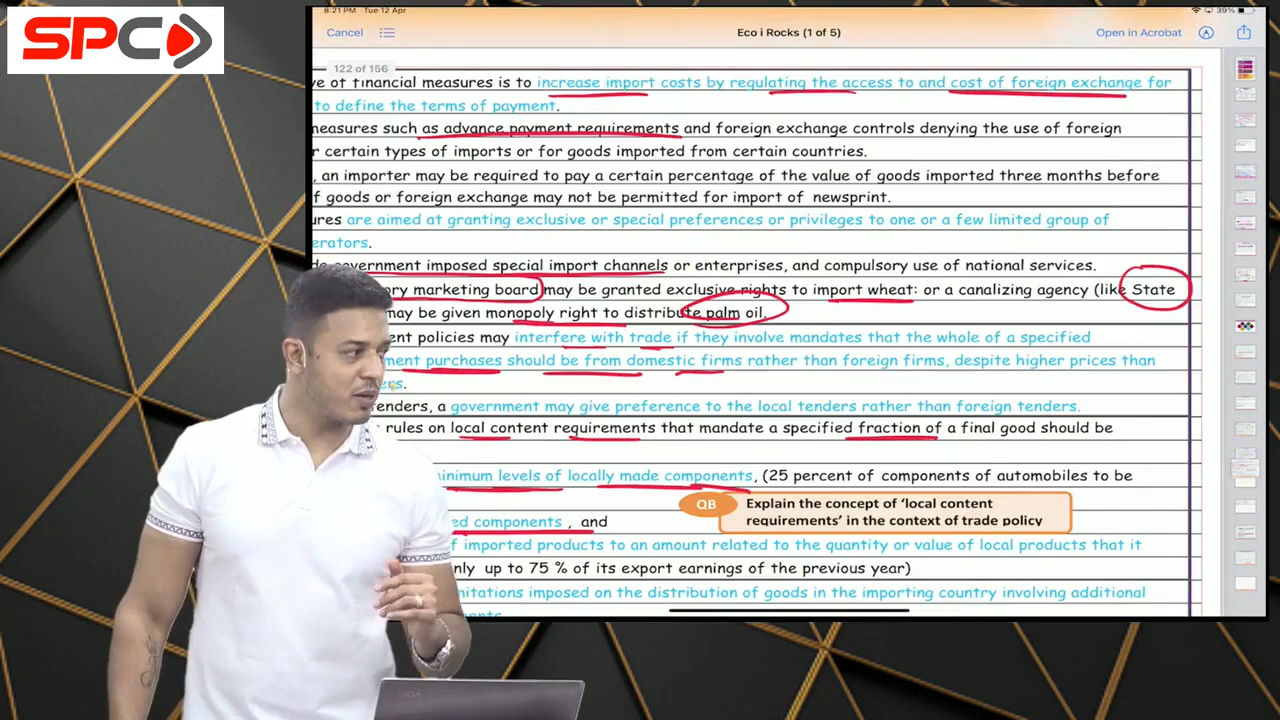 SPC
8:21 PM Tue 12 Apr
39%
Cancel
Eco i Rocks (1 of 5)
Open in Acrobat
122 of 156
ve of financial measures is to increase import costs by regulating the access to and cost of foreign exchange for
to define the terms of payment.
measures such as advance payment requirements and foreign exchange controls denying the use of foreign
r certain types of imports or for goods imported from certain countries.
, an importer may be required to pay a certain percentage of the value of goods imported three months before
f goods or foreign exchange may not be permitted for import of newsprint.
ures are aimed at granting exclusive or special preferences or privileges to one or a few limited group of
erators.
government imposed special import channels or enterprises, and compulsory use of national services.
ory marketing board may be granted exclusive rights to import wheat: or a canalizing agency (like State
may be given monopoly right to distribute palm oil.
ent policies may interfere with trade if they involve mandates that the whole of a specified
ment purchases should be from domestic firms rather than foreign firms, despite higher prices than
ers.
tenders, a government may give preference to the local tenders rather than foreign tenders.
rules on local content requirements that mandate a specified fraction of a final good should be
minimum levels of locally made components, (25 percent of components of automobiles to be
QB Explain the concept of ‘local content
requirements’ in the context of trade policy
ed components , and
f imported products to an amount related to the quantity or value of local products that it
nly up to 75 % of its export earnings of the previous year)
mitations imposed on the distribution of goods in the importing country involving additional